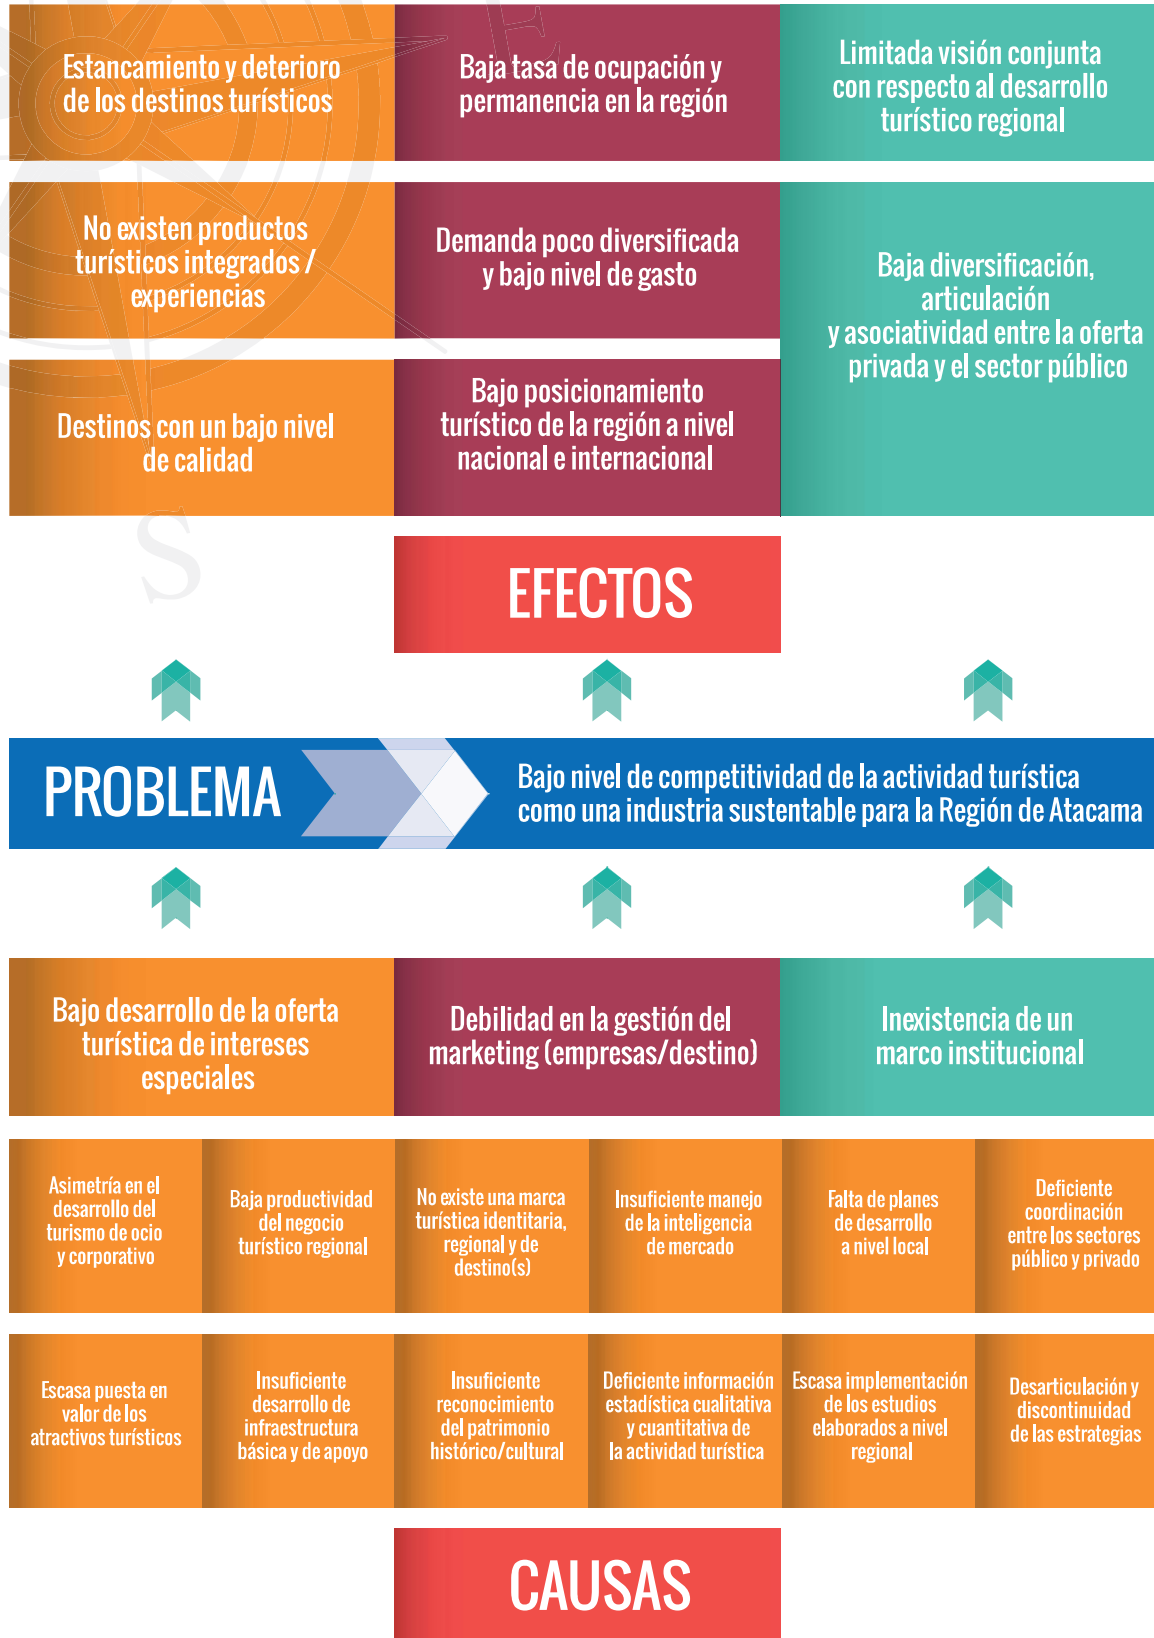 Estancamiento y deterioro
de los destinos turísticos
Baja tasa de ocupación y
permanencia en la región
Limitada visión conjunta
con respecto al desarrollo
turístico regional
No existen productos
turísticos integrados /
experiencias
Demanda poco diversificada
y bajo nivel de gasto
Baja diversificación,
articulación
y asociatividad entre la oferta
privada y el sector público
Destinos con un bajo nivel
de calidad
Bajo posicionamiento
turístico de la región a nivel
nacional e internacional
E
S
EFECTOS
PROBLEMA
Bajo nivel de competitividad de la actividad turística
como una industria sustentable para la Región de Atacama
Bajo desarrollo de la oferta
turística de intereses
especiales
Debilidad en la gestión del
marketing (empresas/destino)
Inexistencia de un
marco institucional
Asimetría en el
desarrollo del
turismo de ocio
y corporativo
Baja productividad
del negocio
turístico regional
No existe una marca
turística identitaria,
regional y de
destino(s)
Insuficiente manejo
de la inteligencia
de mercado
Falta de planes
de desarrollo
a nivel local
Deficiente
coordinación
entre los sectores
público y privado
Escasa puesta en
valor de los
atractivos turísticos
Insuficiente
desarrollo de
infraestructura
básica y de apoyo
Insuficiente
reconocimiento
del patrimonio
histórico/cultural
Deficiente información
estadística cualitativa
y cuantitativa de
la actividad turística
Escasa implementación
de los estudios
elaborados a nivel
regional
Desarticulación y
discontinuidad
de las estrategias
CAUSAS